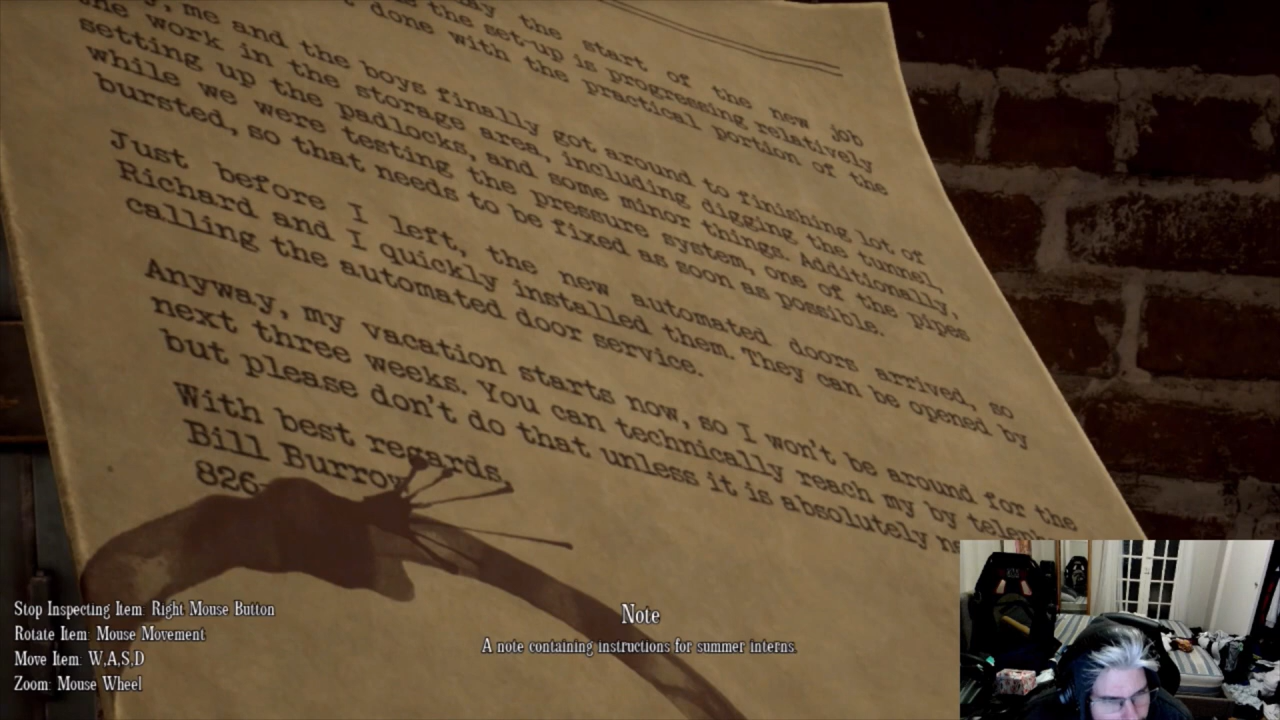 day the start of the new job
is the set-up is progressing relatively
t done with the practical portion of the
me and the boys finally got around to finishing lot of
the work in the storage area, including digging the tunnel,
setting up the padlocks, and some minor things. Additionally,
while we were testing the pressure system, one of the pipes
bursted, so that needs to be fixed as soon as possible.
Just before I left, the new automated doors arrived, so
Richard and I quickly installed them. They can be opened by
calling the automated door service.
Anyway, my vacation starts now, so I won't be around for the
next three weeks. You can technically reach my by
but please don't do that unless it is absolutely
With best regards,
Bill
826-
Stop Inspecting Item: Right Mouse Button
Rotate Item: Mouse Movement
Move Item: W,A,S,D
Zoom: Mouse Wheel
Note
A note containing instructions for summer interns.